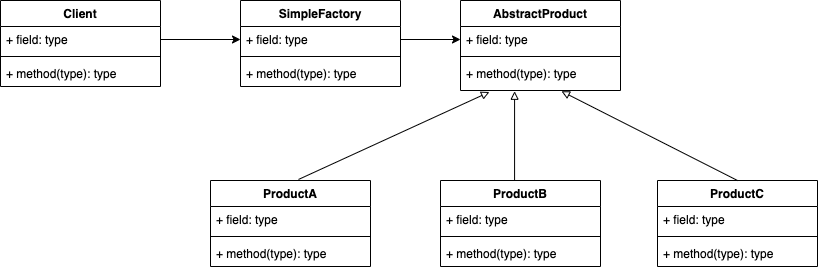 Client
+ field: type
+ method(type): type
SimpleFactory
+ field: type
+ method(type): type
AbstractProduct
+ field: type
+ method(type): type
ProductA
+ field: type
+ method(type): type
ProductB
+ field: type
+ method(type): type
ProductC
+ field: type
+ method(type): type